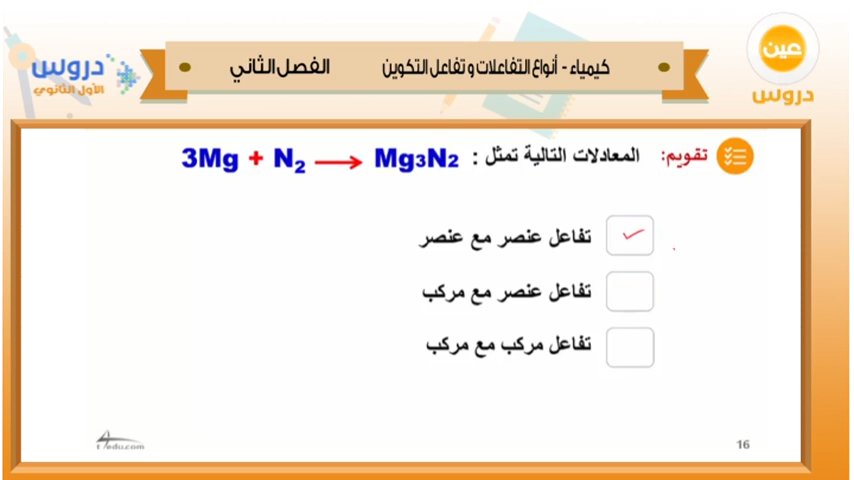 عين
دروس
كيمياء - أنواع التفاعلات و تفاعل التكوين الفصل الثاني
دروس
الأول الثانوي
تقويم: المعادلات التالية تمثل : 3Mg + N₂ → Mg₃N₂
تفاعل عنصر مع عنصر
تفاعل عنصر مع مركب
تفاعل مركب مع مركب
16